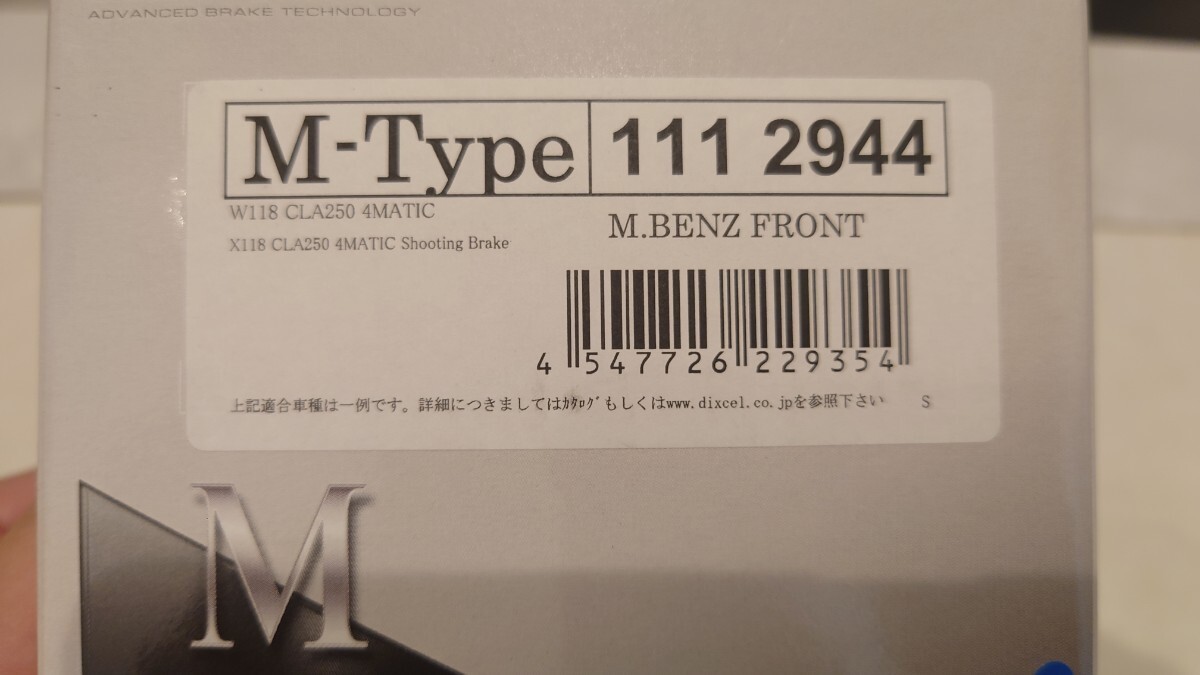 ADVANCED BRAKE TECHNOLOGY
M-Type 111 2944
W118 CLA250 4MATIC
M.BENZ FRONT
X118 CLA250 4MATIC Shooting Brake
4 547726 229354
上記適合車種は一例です。詳細につきましてはｶﾀﾛｸﾞもしくはwww.dixcel.co.jpを参照下さい S
M